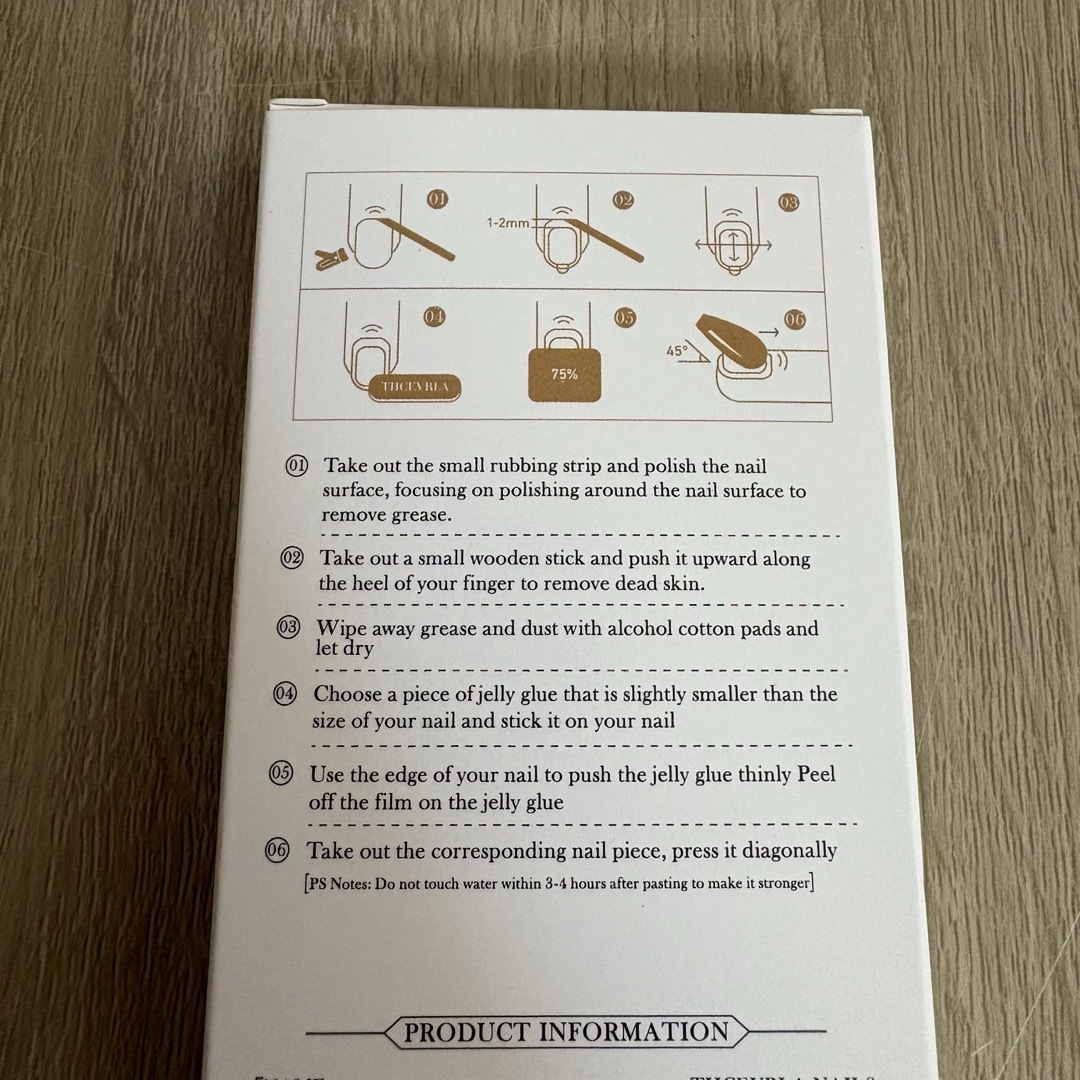 01
02
03
1-2mm
04
05
06
45°
75%
TUCEVRLA
01 Take out the small rubbing strip and polish the nail
surface, focusing on polishing around the nail surface to
remove grease.
02 Take out a small wooden stick and push it upward along
the heel of your finger to remove dead skin.
03 Wipe away grease and dust with alcohol cotton pads and
let dry
04 Choose a piece of jelly glue that is slightly smaller than the
size of your nail and stick it on your nail
05 Use the edge of your nail to push the jelly glue thinly Peel
off the film on the jelly glue
06 Take out the corresponding nail piece, press it diagonally
[PS Notes: Do not touch water within 3-4 hours after pasting to make it stronger]
PRODUCT INFORMATION